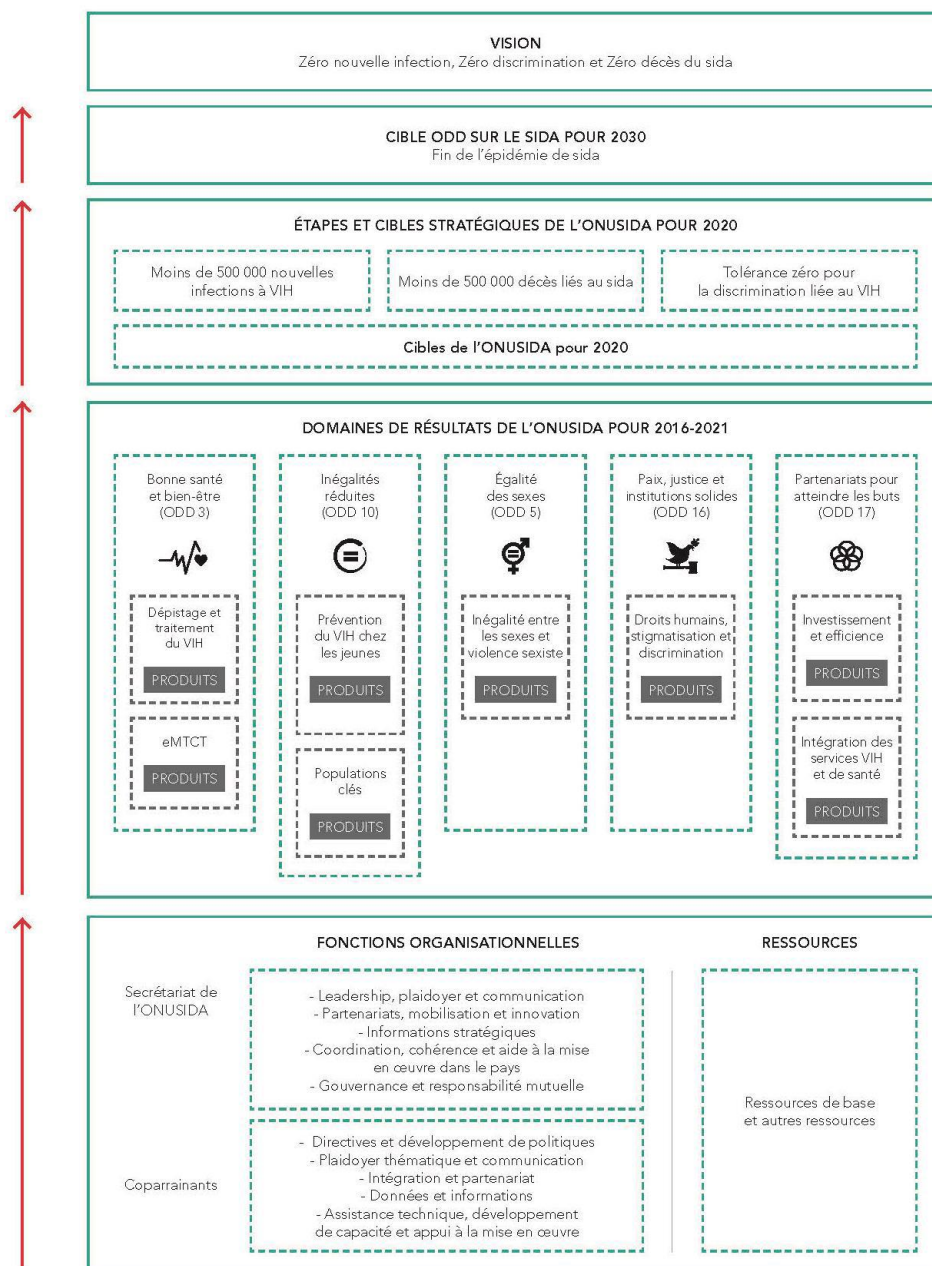 VISION
Zéro nouvelle infection, Zéro discrimination et Zéro décès du sida
CIBLE ODD SUR LE SIDA POUR 2030
Fin de l'épidémie de sida
ÉTAPES ET CIBLES STRATÉGIQUES DE L'ONUSIDA POUR 2020
Moins de 500 000 nouvelles
infections à VIH
Moins de 500 000 décès liés au sida
Tolérance zéro pour
la discrimination liée au VIH
Cibles de l'ONUSIDA pour 2020
DOMAINES DE RÉSULTATS DE L'ONUSIDA POUR 2016-2021
Bonne santé
et bien-être
(ODD 3)
Dépistage et
traitement
du VIH
PRODUITS
eMTCT
PRODUITS
Inégalités
réduites
(ODD 10)
Prévention
du VIH chez
les jeunes
PRODUITS
Populations
clés
PRODUITS
Égalité
des sexes
(ODD 5)
Inégalité entre
les sexes et
violence sexiste
PRODUITS
Paix, justice et
institutions solides
(ODD 16)
Droits humains,
stigmatisation et
discrimination
PRODUITS
Partenariats pour
atteindre les buts
(ODD 17)
Investissement
et efficience
PRODUITS
Intégration des
services VIH
et de santé
PRODUITS
FONCTIONS ORGANISATIONNELLES
Secrétariat de
l'ONUSIDA
- Leadership, plaidoyer et communication
- Partenariats, mobilisation et innovation
- Informations stratégiques
- Coordination, cohérence et aide à la mise
en œuvre dans le pays
- Gouvernance et responsabilité mutuelle
Coparrainants
- Directives et développement de politiques
- Plaidoyer thématique et communication
- Intégration et partenariat
- Données et informations
- Assistance technique, développement
de capacité et appui à la mise en œuvre
RESSOURCES
Ressources de base
et autres ressources